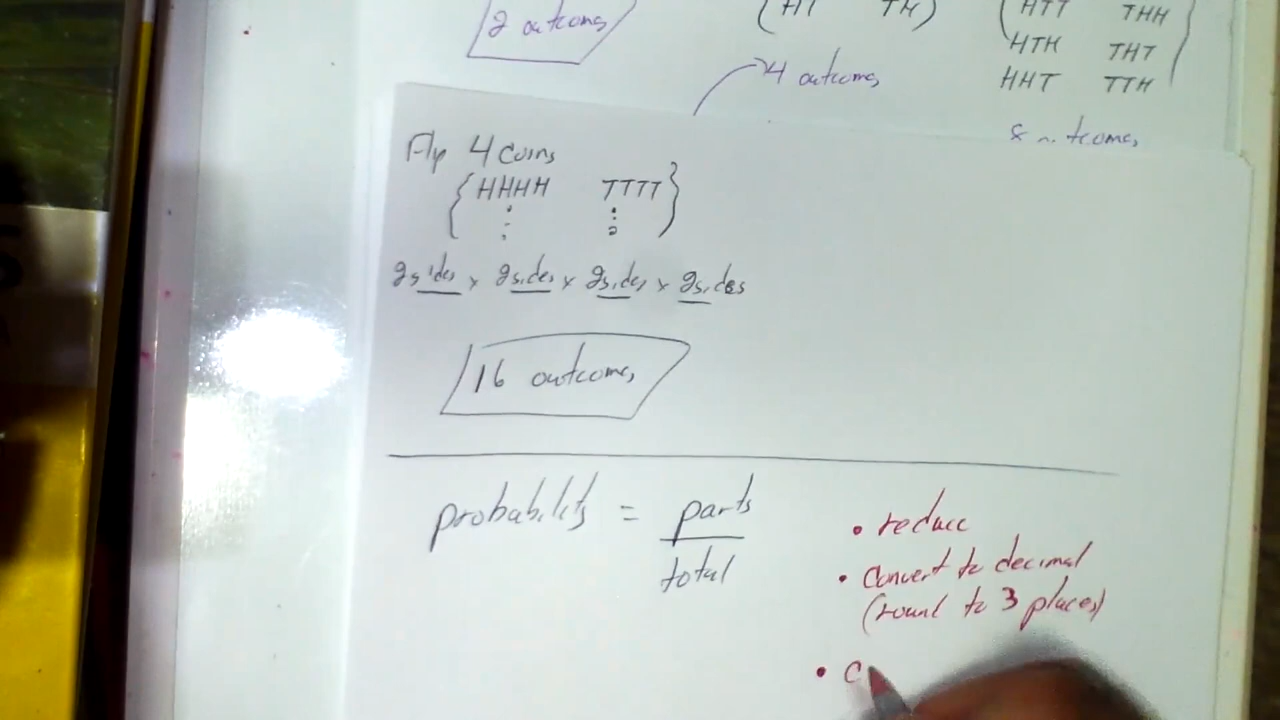 2 outcomes
HT TH
HTT THH
HTH THT
HHT TTH
4 outcomes
8 outcomes
Flip 4 coins
{HHHH TTTT}
2 sides x 2 sides x 2 sides x 2 sides
16 outcomes
probability = parts
total
• reduce
• Convert to decimal
(round to 3 places)
• C